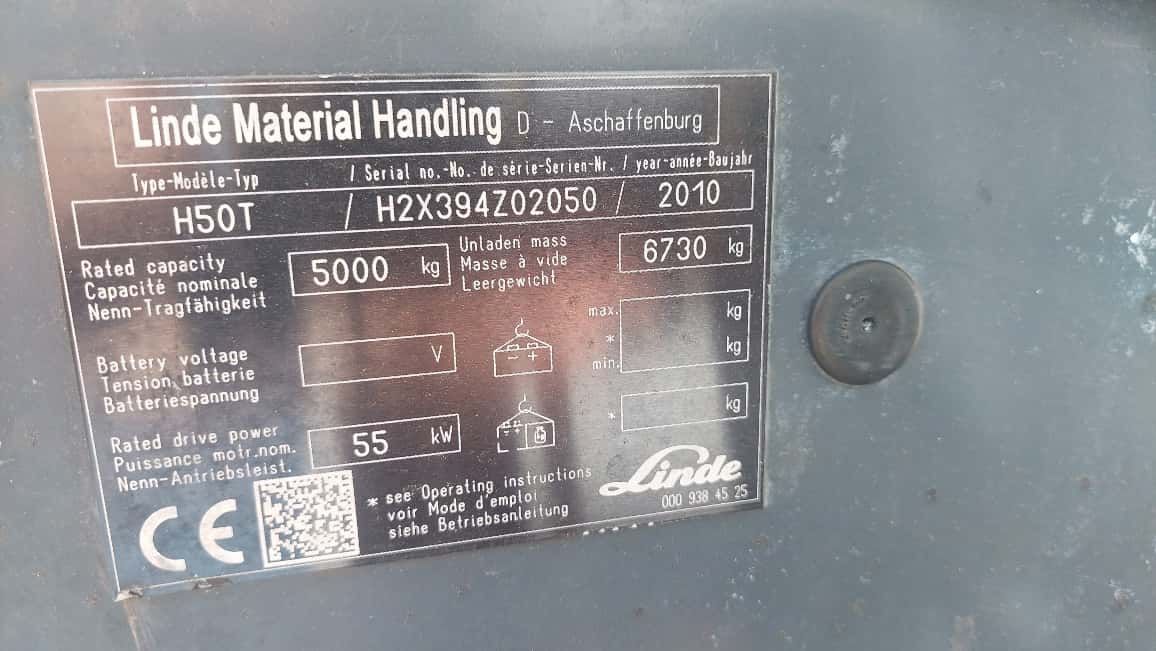 Linde Material Handling D - Aschaffenburg
Type-Modèle-Typ / Serial no.-No. de série-Serien-Nr. / year-année-Baujahr
H50T / H2X394Z02050 / 2010
Rated capacity
Capacité nominale
Nenn-Tragfähigkeit
5000 kg
Unladen mass
Masse à vide
Leergewicht
6730 kg
Battery voltage
Tension batterie
Batteriespannung
V
- +
max. kg
* kg
min.
Rated drive power
Puissance motr.nom.
Nenn-Antriebsleist.
55 kW
* kg
CE
* see Operating instructions
voir Mode d'emploi
siehe Betriebsanleitung
Linde
000 938 45 25